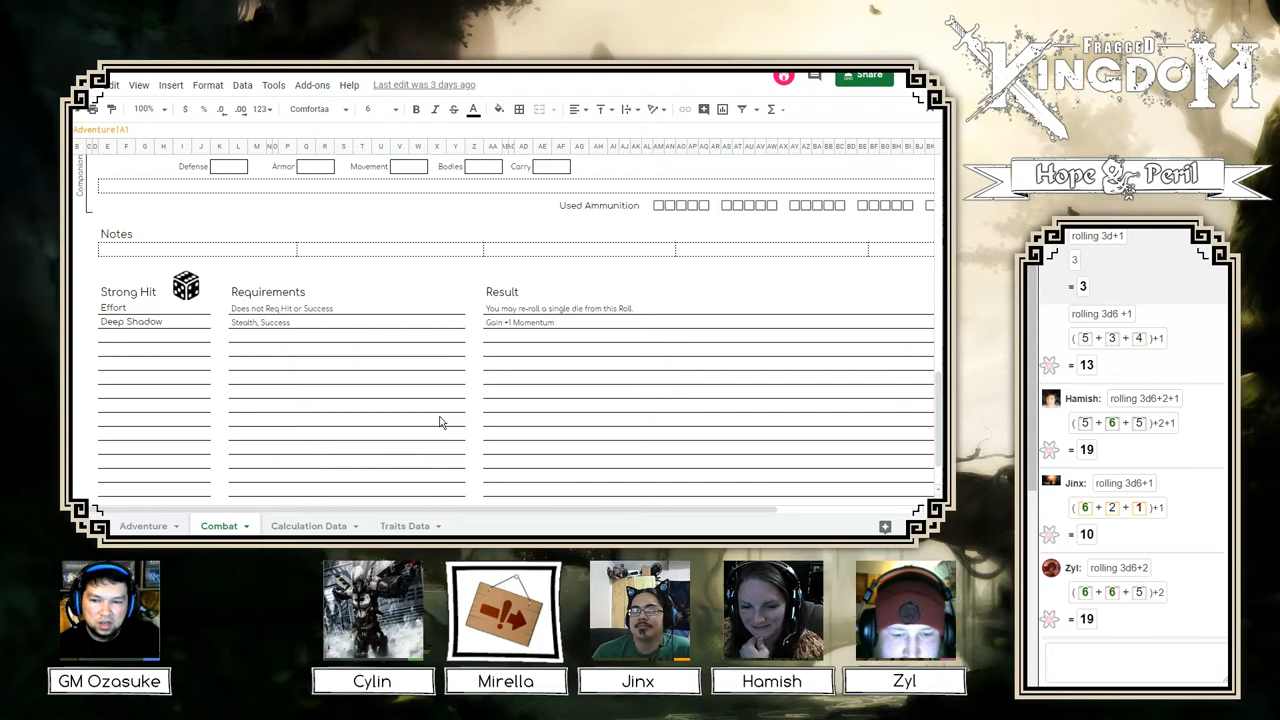 FRAGGED
KINGDOM
Hope & Peril
dit View Insert Format Data Tools Add-ons Help Last edit was 3 days ago
Share
100% $ % .0 .00 123 Comfortaa 6 B I S A
Adventure!A1
Companion
Defense Armor Movement Bodies Carry
Used Ammunition
Notes
Strong Hit Requirements Result
Effort Does not Req Hit or Success You may re-roll a single die from this Roll.
Deep Shadow Stealth, Success Gain +1 Momentum
Adventure Combat Calculation Data Traits Data
rolling 3d+1
3
= 3
rolling 3d6 +1
( 5 + 3 + 4 )+1
= 13
Hamish: rolling 3d6+2+1
( 5 + 6 + 5 )+2+1
= 19
Jinx: rolling 3d6+1
( 6 + 2 + 1 )+1
= 10
Zyl: rolling 3d6+2
( 6 + 6 + 5 )+2
= 19
GM Ozasuke Cylin Mirella Jinx Hamish Zyl